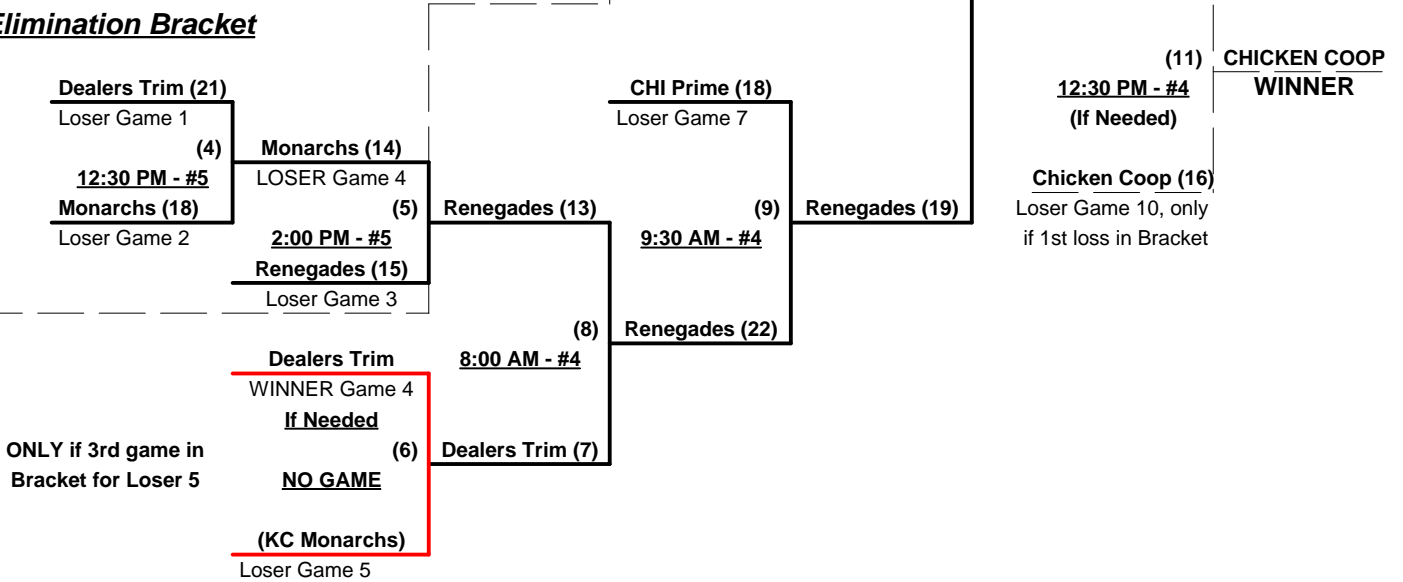 Elimination Bracket
Dealers Trim (21)
Loser Game 1
(4)
12:30 PM - #5
Monarchs (18)
Loser Game 2
Monarchs (14)
LOSER Game 4
(5)
2:00 PM - #5
Renegades (15)
Loser Game 3
Renegades (13)
(8)
8:00 AM - #4
Dealers Trim
WINNER Game 4
If Needed
ONLY if 3rd game in
Bracket for Loser 5
(6)
NO GAME
(KC Monarchs)
Loser Game 5
Dealers Trim (7)
CHI Prime (18)
Loser Game 7
(9)
9:30 AM - #4
Renegades (22)
Renegades (19)
(11)
12:30 PM - #4
(If Needed)
Chicken Coop (16)
Loser Game 10, only
if 1st loss in Bracket
CHICKEN COOP
WINNER